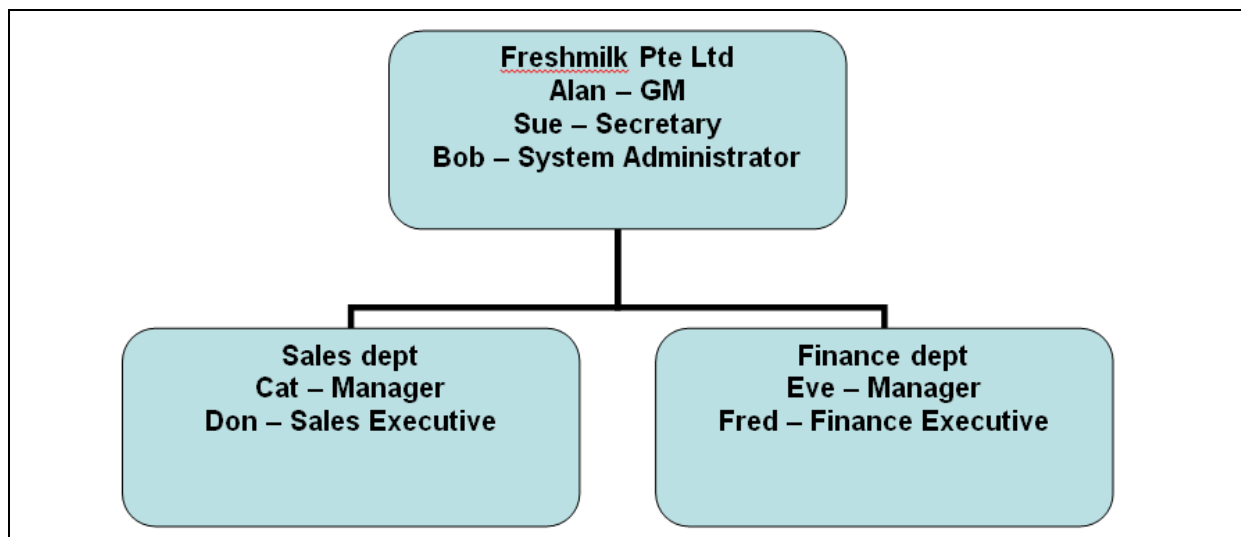 Freshmilk Pte Ltd
Alan – GM
Sue – Secretary
Bob – System Administrator
Sales dept
Cat – Manager
Don – Sales Executive
Finance dept
Eve – Manager
Fred – Finance Executive